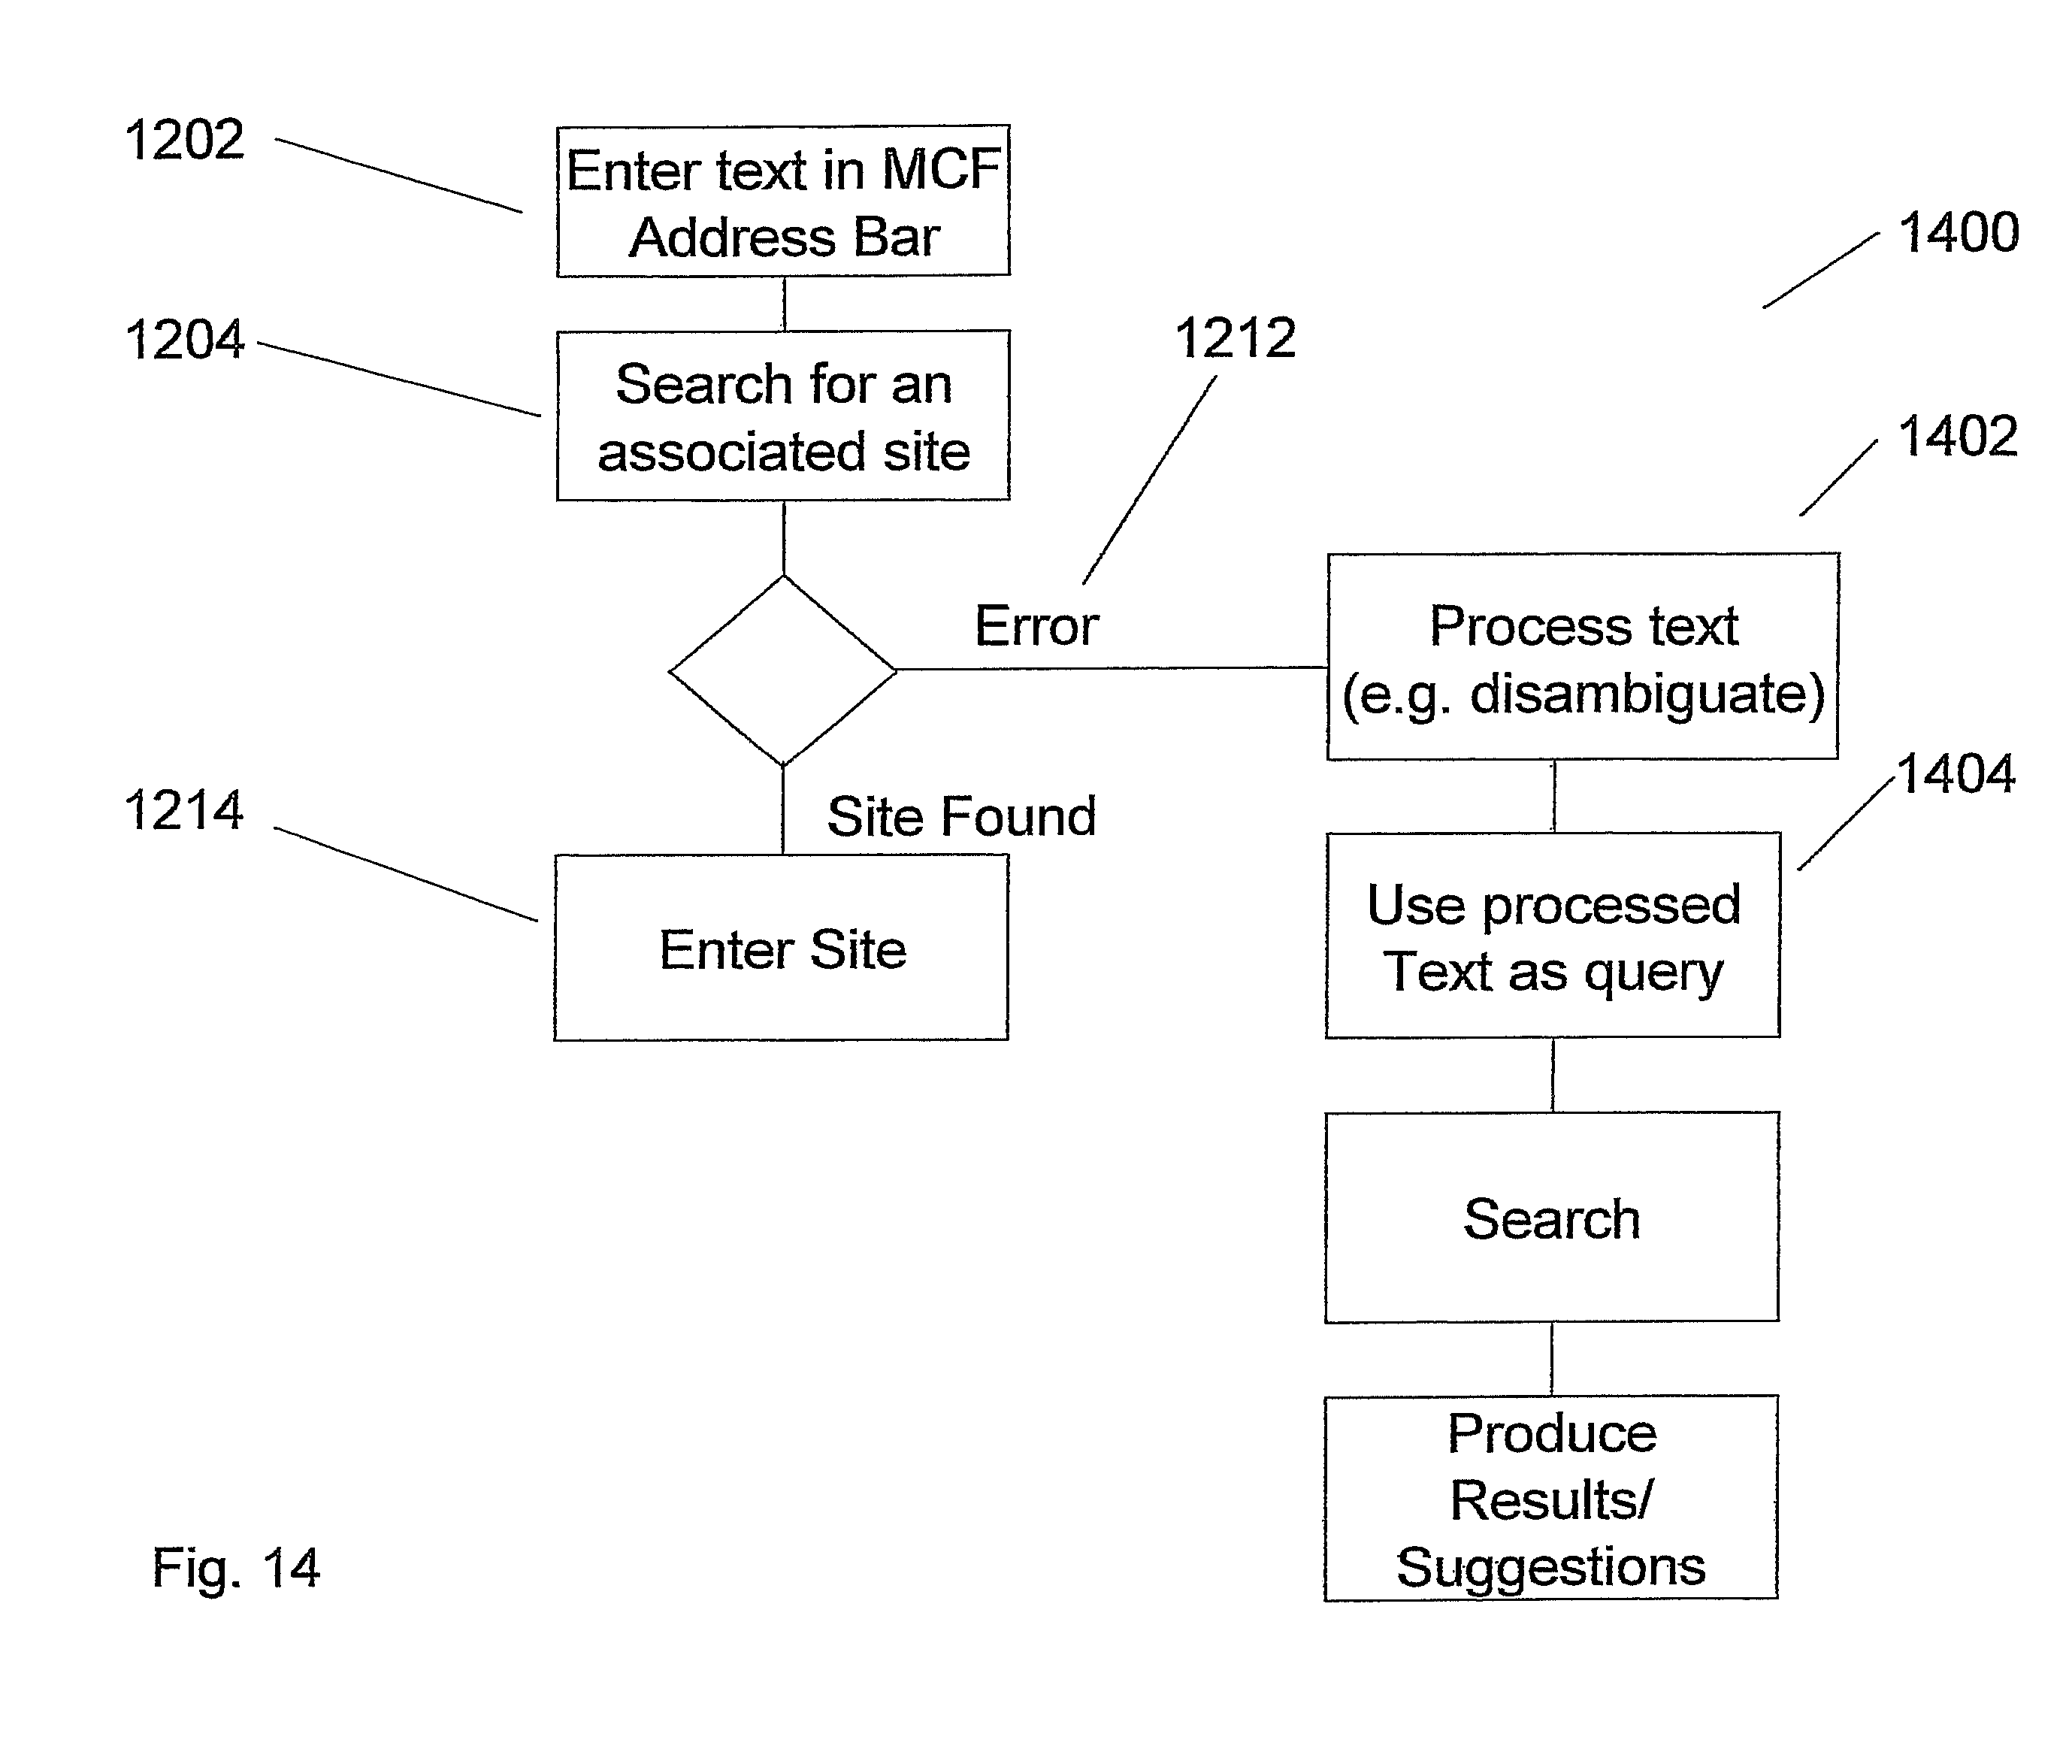 1202
Enter text in MCF
Address Bar
1400
1204
Search for an
associated site
1212
1402
Error
Process text
(e.g. disambiguate)
1214
Site Found
1404
Enter Site
Use processed
Text as query
Search
Produce
Results/
Suggestions
Fig. 14